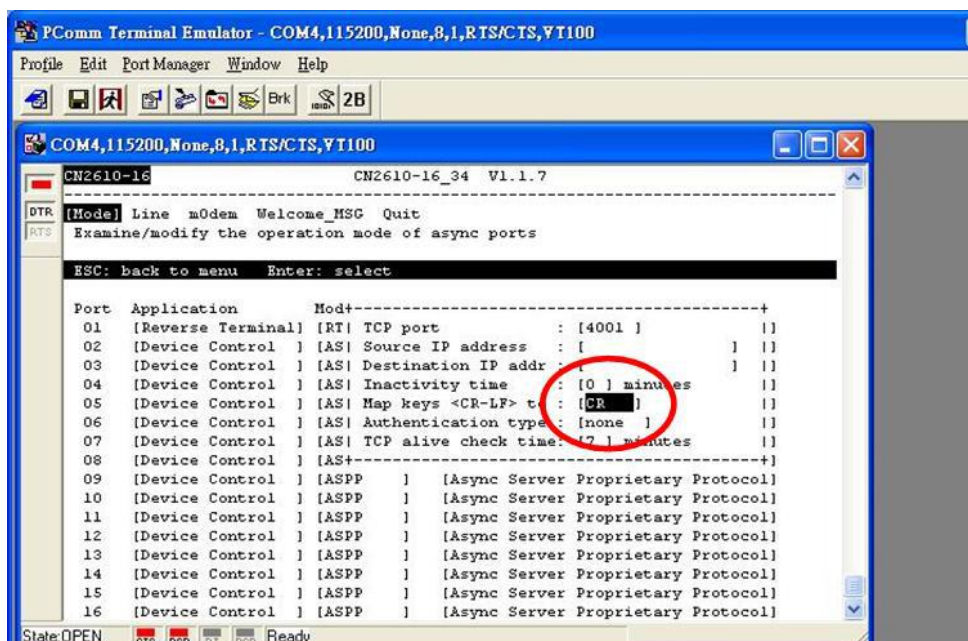 PComm Terminal Emulator - COM4,115200,None,8,1,RTS/CTS,VT100
Profile Edit Port Manager Window Help
Brk 2B
COM4,115200,None,8,1,RTS/CTS,VT100
CN2610-16 CN2610-16_34 V1.1.7
DTR [Mode] Line mOdem Welcome_MSG Quit
RTS Examine/modify the operation mode of async ports
ESC: back to menu Enter: select
Port Application Mod+------------------------------------------+
01 [Reverse Terminal] [RT| TCP port : [4001 ] |]
02 [Device Control ] [AS| Source IP address : [ ] |]
03 [Device Control ] [AS| Destination IP addr : [ ] |]
04 [Device Control ] [AS| Inactivity time : [0 ] minutes |]
05 [Device Control ] [AS| Map keys <CR-LF> to : [CR ] |]
06 [Device Control ] [AS| Authentication type : [none ] |]
07 [Device Control ] [AS| TCP alive check time: [7 ] minutes |]
08 [Device Control ] [AS+------------------------------------------+]
09 [Device Control ] [ASPP ] [Async Server Proprietary Protocol]
10 [Device Control ] [ASPP ] [Async Server Proprietary Protocol]
11 [Device Control ] [ASPP ] [Async Server Proprietary Protocol]
12 [Device Control ] [ASPP ] [Async Server Proprietary Protocol]
13 [Device Control ] [ASPP ] [Async Server Proprietary Protocol]
14 [Device Control ] [ASPP ] [Async Server Proprietary Protocol]
15 [Device Control ] [ASPP ] [Async Server Proprietary Protocol]
16 [Device Control ] [ASPP ] [Async Server Proprietary Protocol]
State:OPEN CTS DSR RI DCD Ready